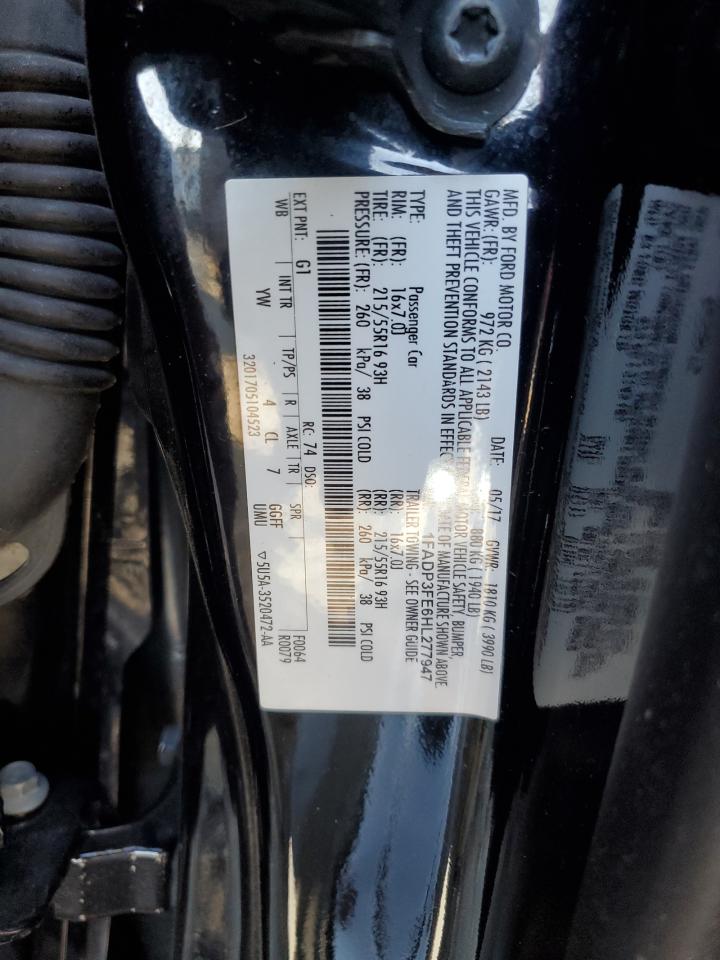 MFD. BY FORD MOTOR CO. DATE: 05/17 GVWR: 1810 KG ( 3990 LB)
GAWR: (FR): 972 KG ( 2143 LB) 880 KG ( 1940 LB)
THIS VEHICLE CONFORMS TO ALL APPLICABLE FEDERAL MOTOR VEHICLE SAFETY, BUMPER,
AND THEFT PREVENTION STANDARDS IN EFFECT DATE OF MANUFACTURE SHOWN ABOVE.
1FADP3FE6HL277947
TYPE: Passenger Car TRAILER TOWING - SEE OWNER GUIDE
RIM: (FR): 16x7.0J (RR): 16x7.0J
TIRE: (FR): 215/55R16 93H (RR): 215/55R16 93H
PRESSURE: (FR): 260 kPa/ 38 PSI COLD (RR): 260 kPa/ 38 PSI COLD
EXT PNT: G1 RC: 74 DSO: F0064
WB INT TR TP/PS R AXLE TR SPR R0079
YW 4 CL 7 GGFF
3201705104523 UMU ▽5U5A-3520472-AA